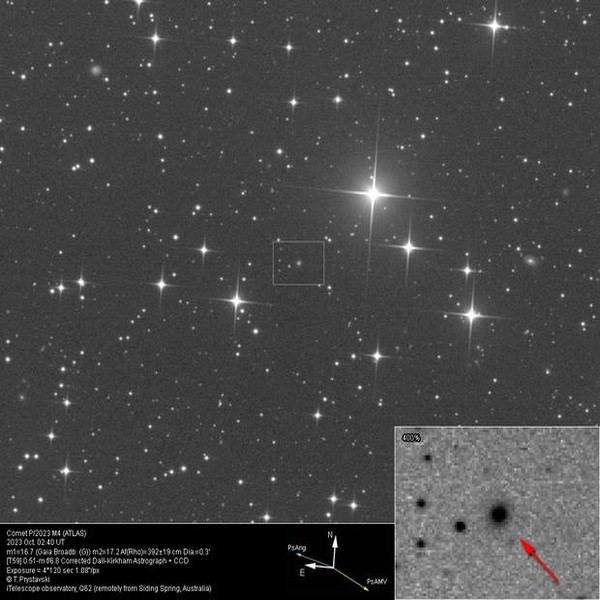 400%
Comet P/2023 M4 (ATLAS)
2023 Oct. 02.40 UT
m1=16.7 (Gaia Broadb. (G)) m2=17.2 Af(Rho)=392±19 cm Dia.=0.3'
[T59] 0.51-m f/6.8 Corrected Dall-Kirkham Astrograph + CCD
Exposure = 4*120 sec 1.08"/px
© T. Prystavski
iTelescope observatory, Q62 (remotely from Siding Spring, Australia)
N
PsAng
E
PsAMV